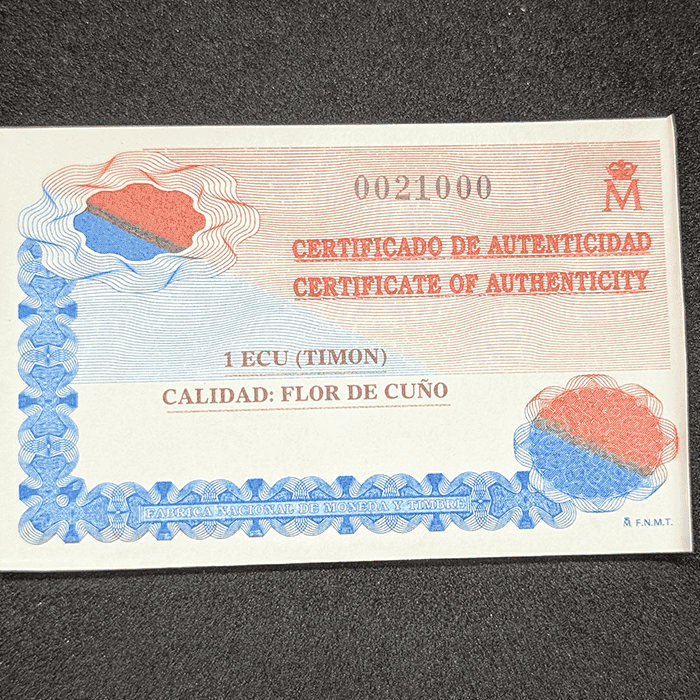 0021000
M
CERTIFICADO DE AUTENTICIDAD
CERTIFICATE OF AUTHENTICITY
1 ECU (TIMON)
CALIDAD: FLOR DE CUÑO
FABRICA NACIONAL DE MONEDA Y TIMBRE
M F.N.M.T.